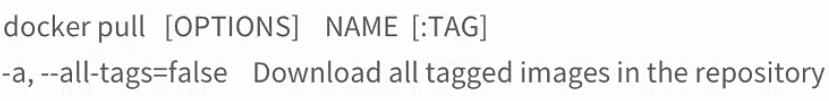 docker pull [OPTIONS] NAME [:TAG]
-a, --all-tags=false Download all tagged images in the repository